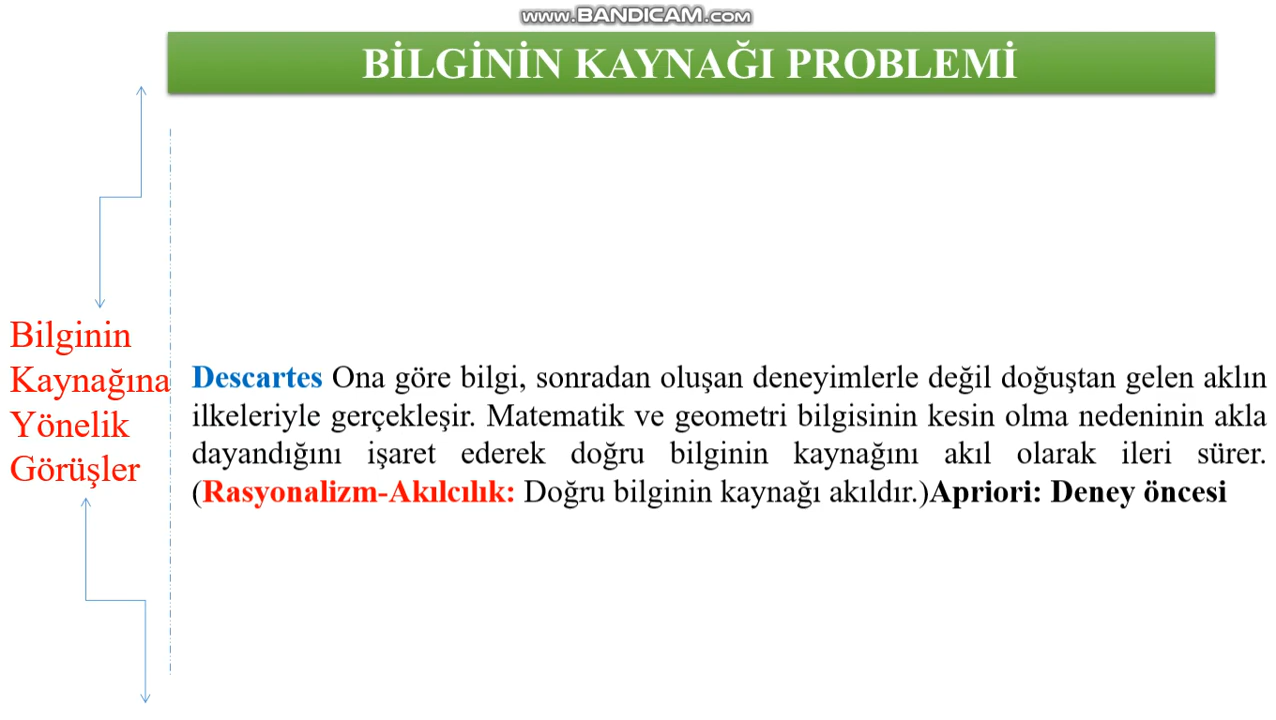 www.BANDICAM.com
BİLGİNİN KAYNAĞI PROBLEMİ
Bilginin
Kaynağına
Yönelik
Görüşler
Descartes Ona göre bilgi, sonradan oluşan deneyimlerle değil doğuştan gelen aklın
ilkeleriyle gerçekleşir. Matematik ve geometri bilgisinin kesin olma nedeninin akla
dayandığını işaret ederek doğru bilginin kaynağını akıl olarak ileri sürer.
(Rasyonalizm-Akılcılık: Doğru bilginin kaynağı akıldır.)Apriori: Deney öncesi